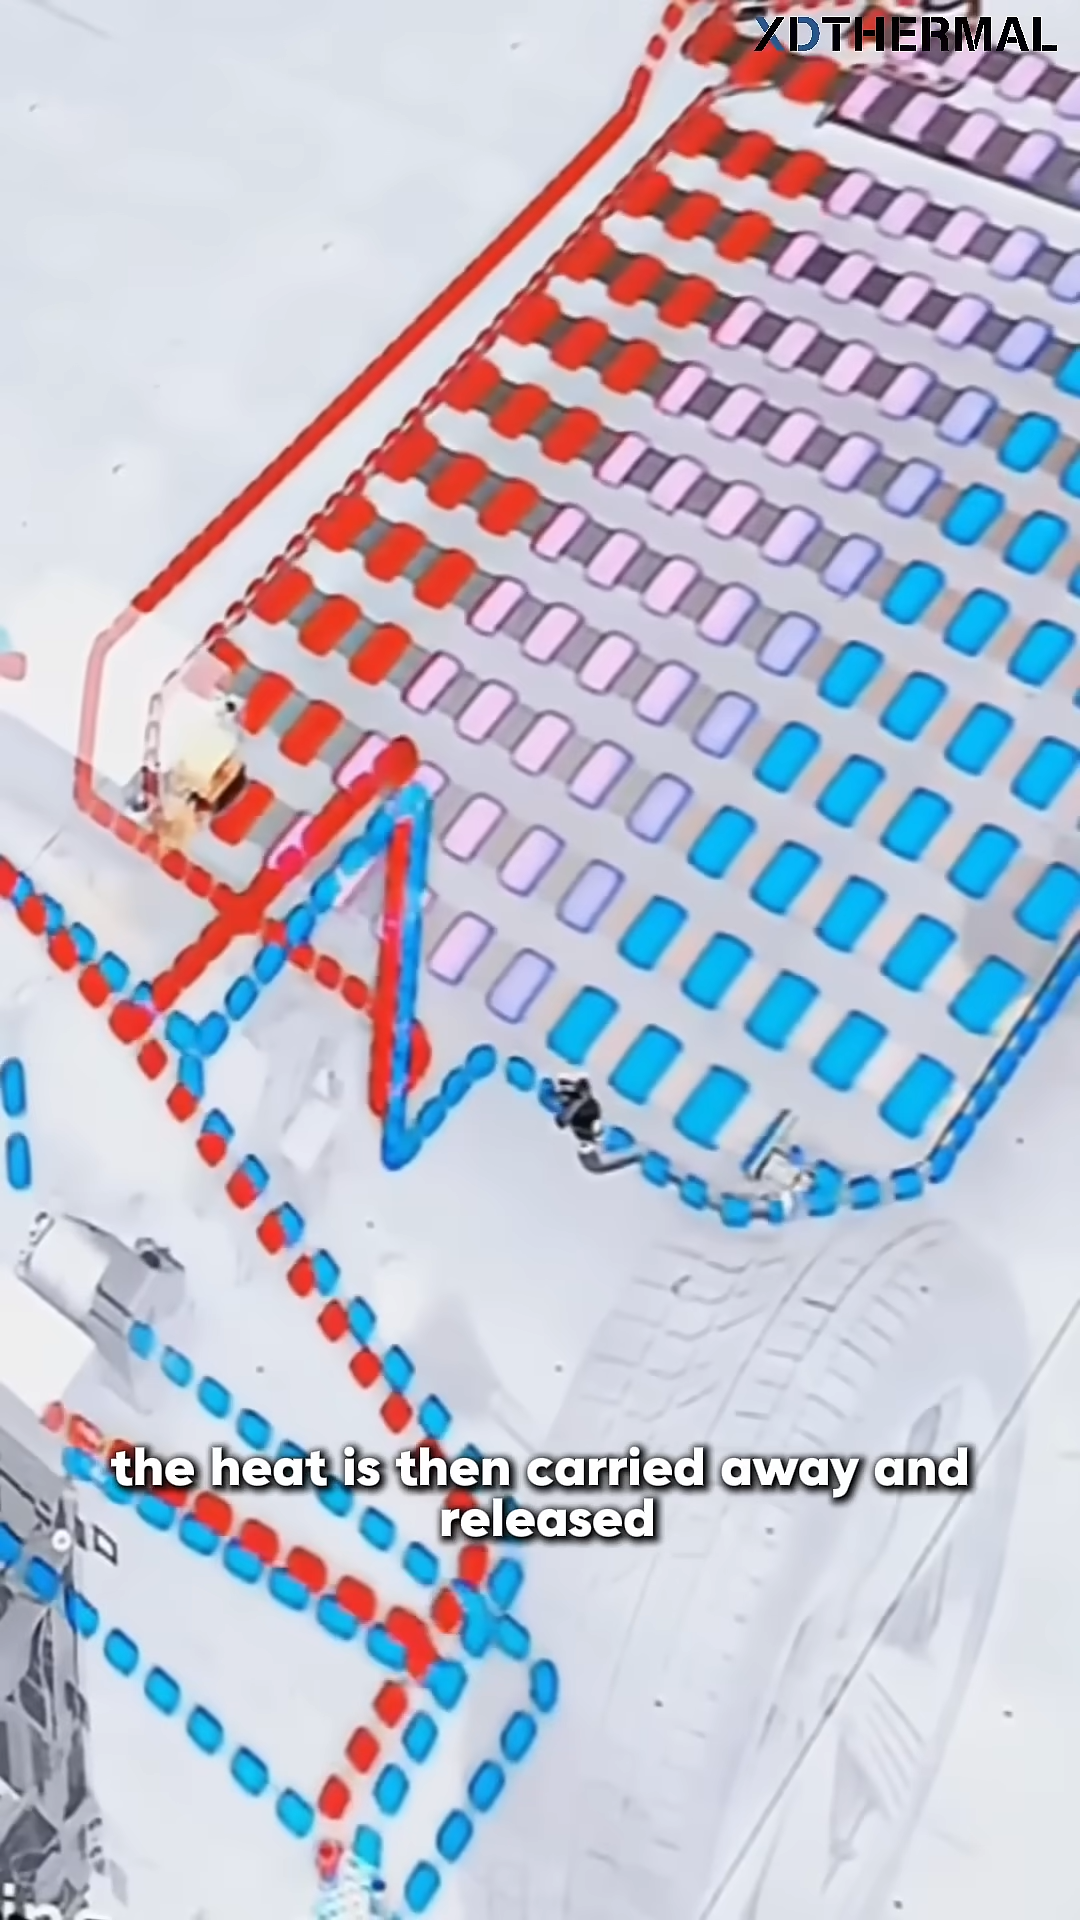 XDTHERMAL
the heat is then carried away and
released